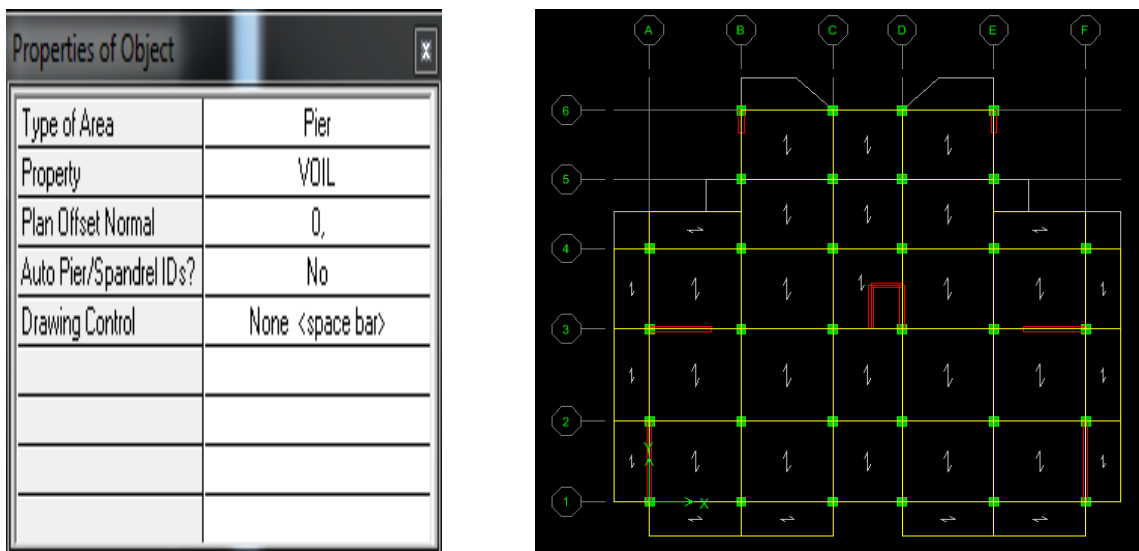 Properties of Object
x
Type of Area Pier
Property VOIL
Plan Offset Normal 0,
Auto Pier/Spandrel IDs? No
Drawing Control None <space bar>
A B C D E F
6
5
4
3
2
Y
1
X